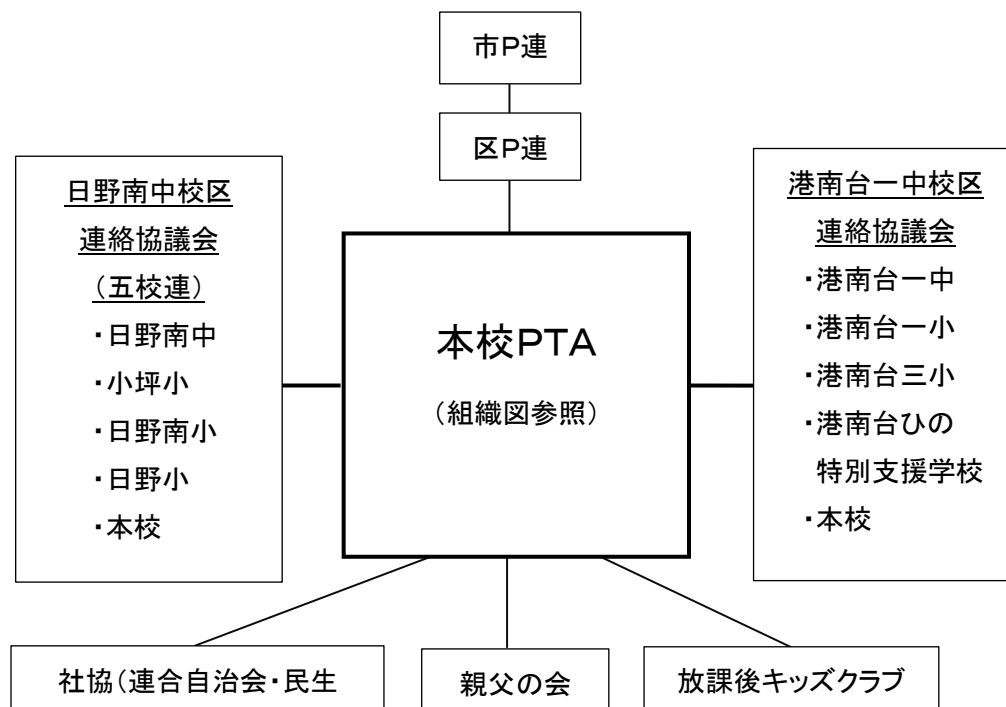 市P連
区P連
日野南中校区
連絡協議会
(五校連)
・日野南中
・小坪小
・日野南小
・日野小
・本校
本校PTA
(組織図参照)
港南台一中校区
連絡協議会
・港南台一中
・港南台一小
・港南台三小
・港南台ひの
特別支援学校
・本校
社協(連合自治会・民生
親父の会
放課後キッズクラブ